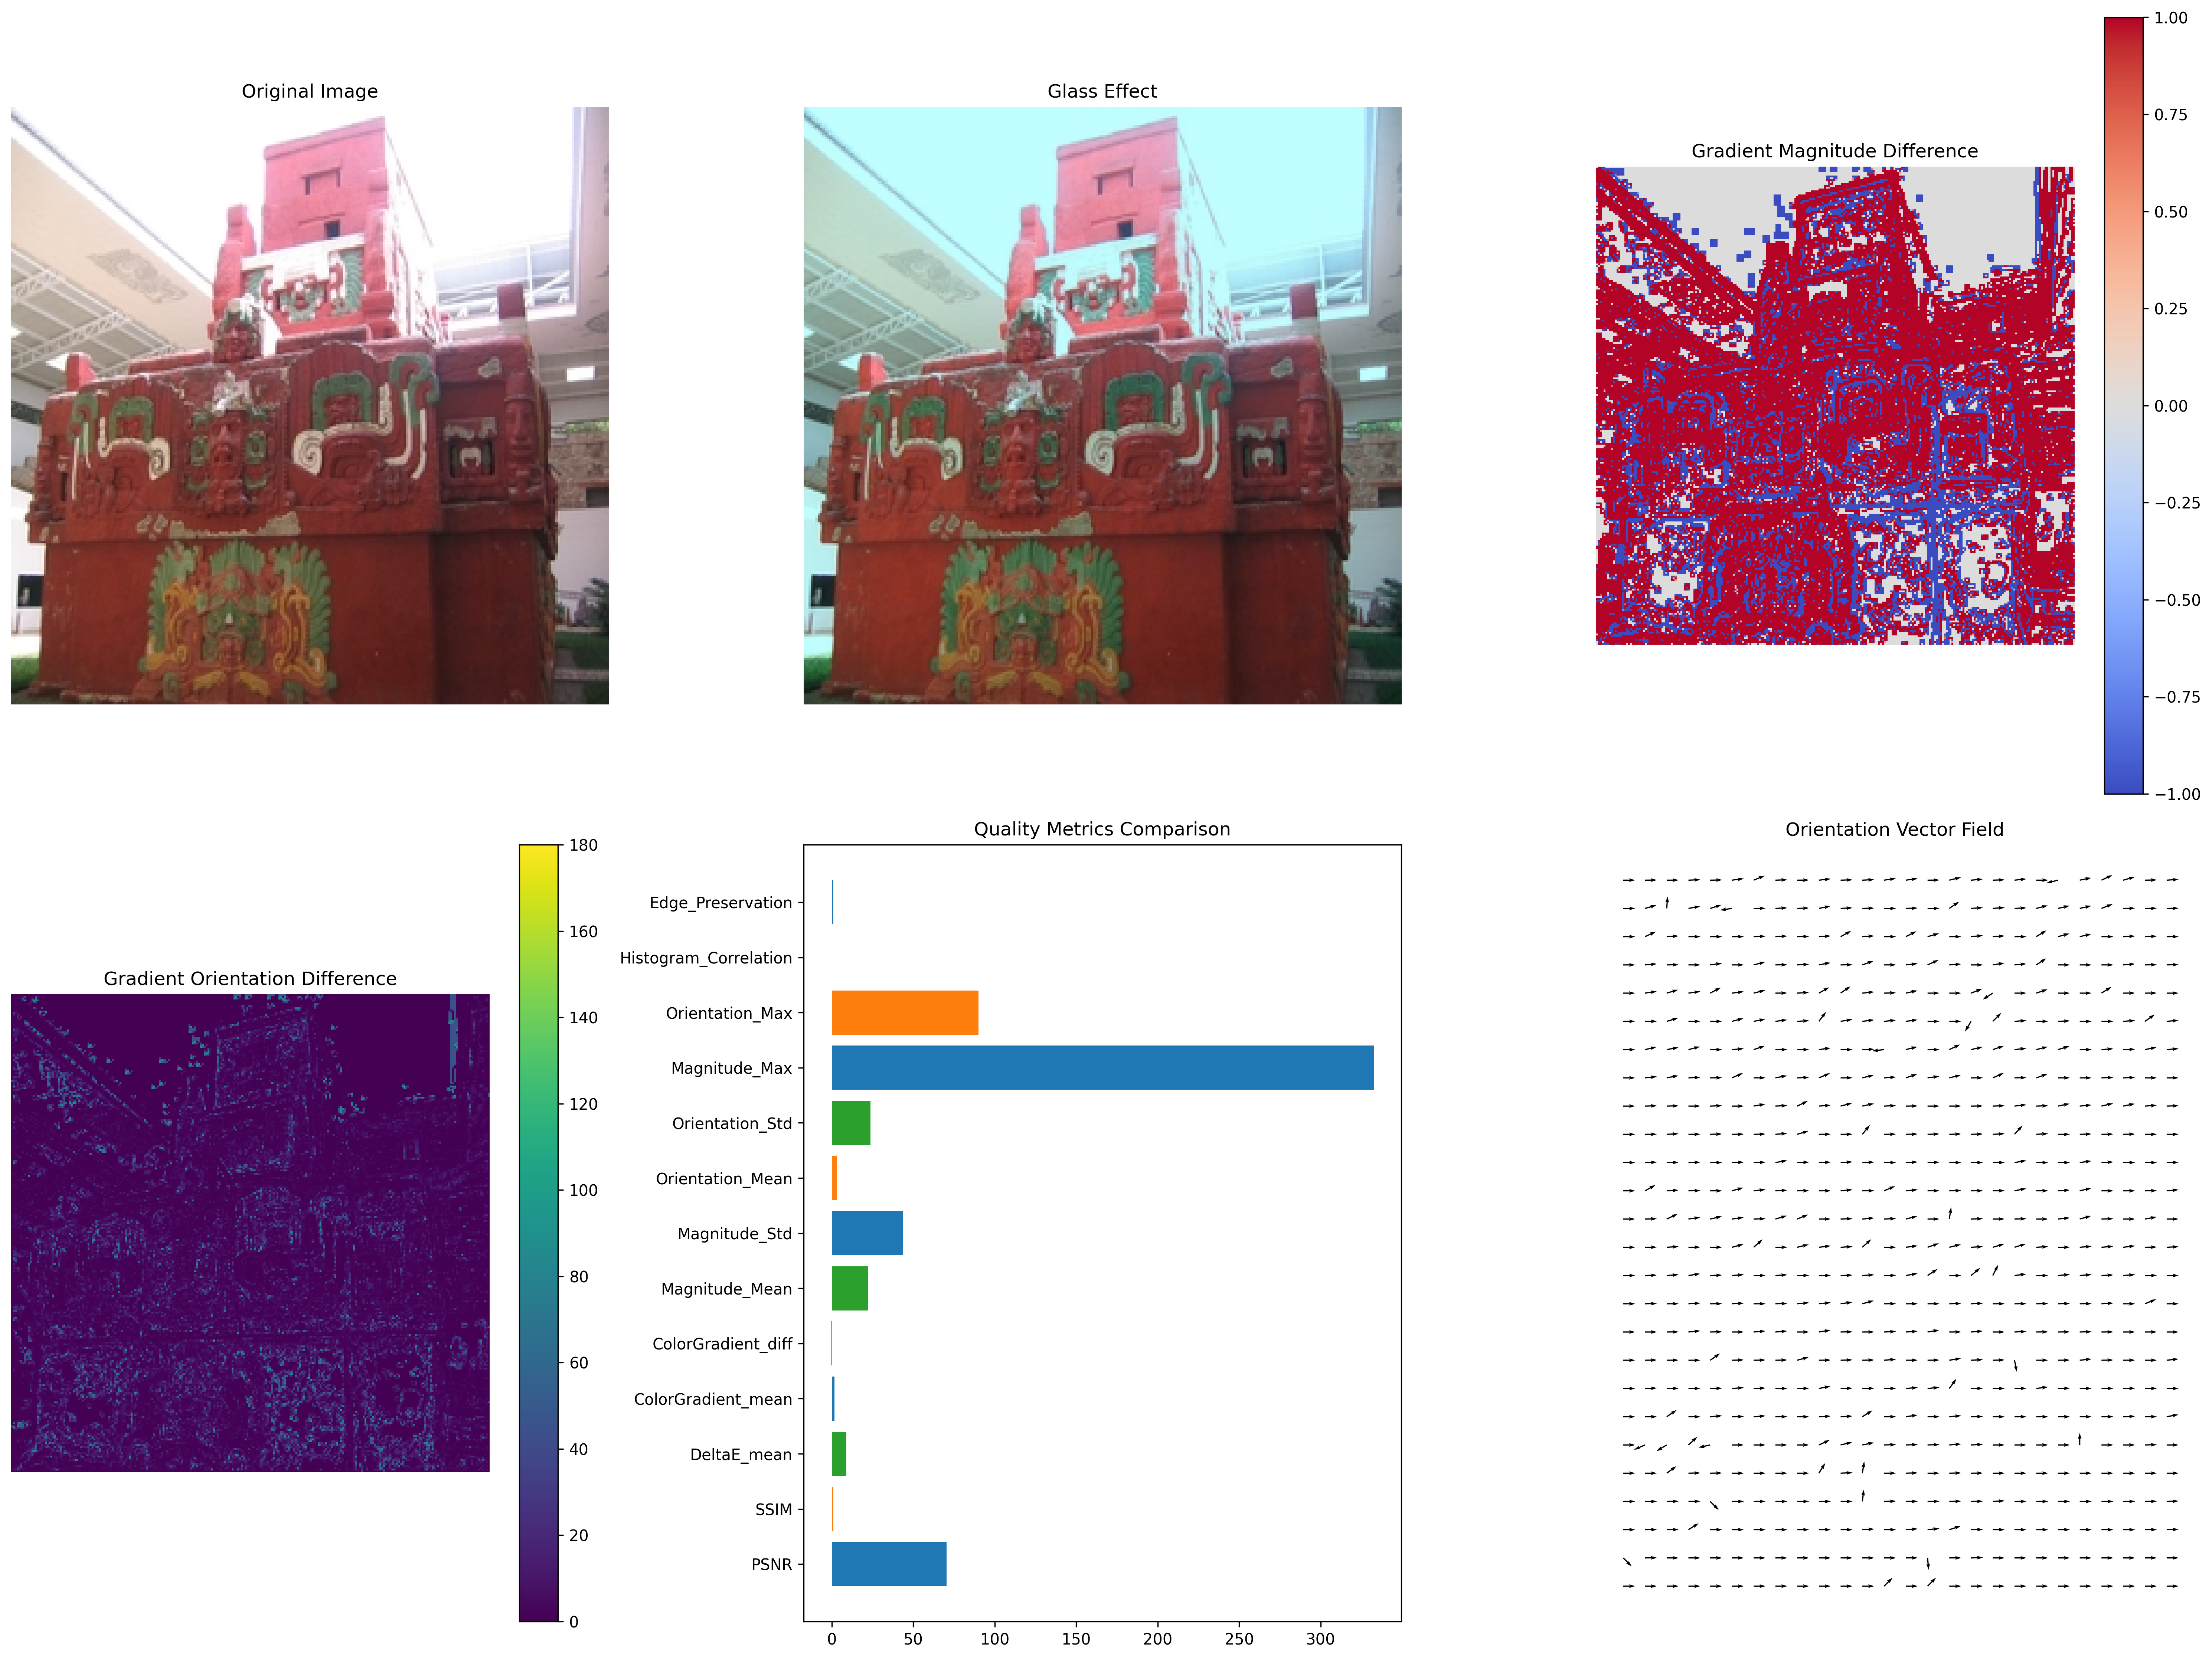 Original Image
Glass Effect
Gradient Magnitude Difference
1.00
0.75
0.50
0.25
0.00
−0.25
−0.50
−0.75
−1.00
Gradient Orientation Difference
180
160
140
120
100
80
60
40
20
0
Quality Metrics Comparison
Edge_Preservation
Histogram_Correlation
Orientation_Max
Magnitude_Max
Orientation_Std
Orientation_Mean
Magnitude_Std
Magnitude_Mean
ColorGradient_diff
ColorGradient_mean
DeltaE_mean
SSIM
PSNR
0 50 100 150 200 250 300
Orientation Vector Field